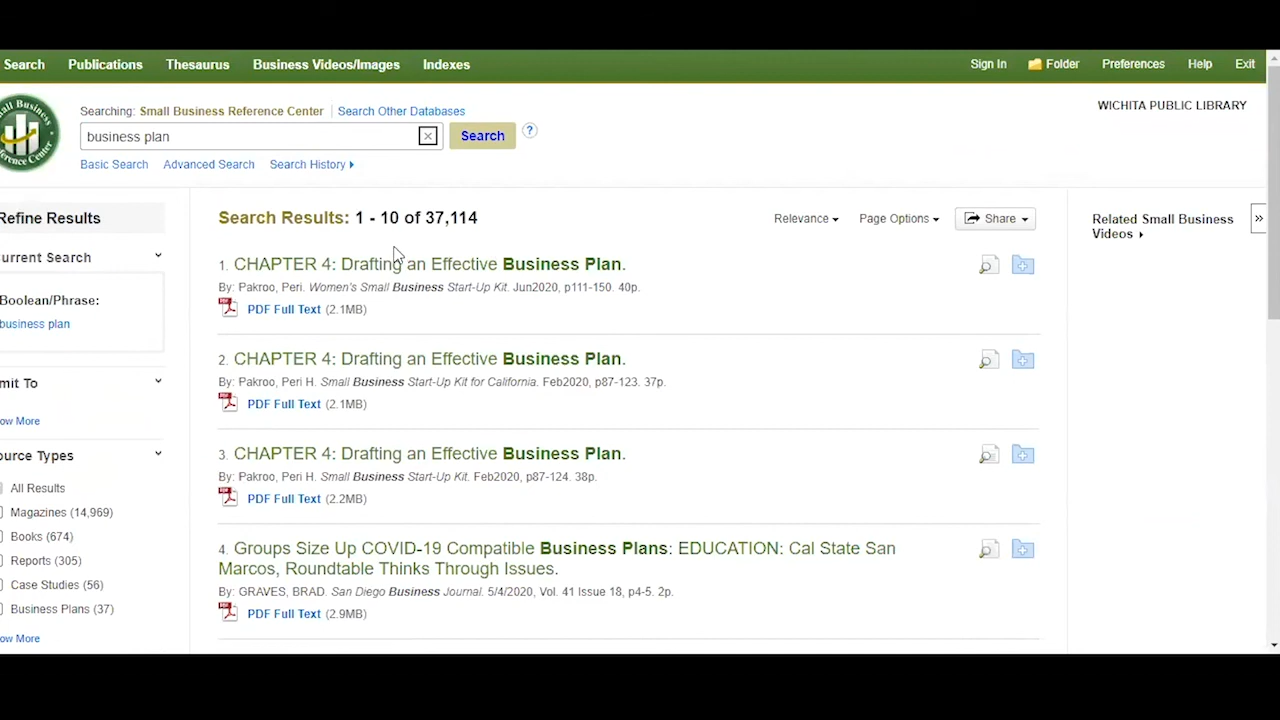 Search Publications Thesaurus Business Videos/Images Indexes Sign In Folder Preferences Help Exit
Searching: Small Business Reference Center Search Other Databases
WICHITA PUBLIC LIBRARY
business plan Search ?
Basic Search Advanced Search Search History
Refine Results
urrent Search
Boolean/Phrase:
business plan
mit To
ow More
ource Types
All Results
Magazines (14,969)
Books (674)
Reports (305)
Case Studies (56)
Business Plans (37)
ow More
Search Results: 1 - 10 of 37,114
Relevance Page Options Share
1. CHAPTER 4: Drafting an Effective Business Plan.
By: Pakroo, Peri. Women's Small Business Start-Up Kit. Jun2020, p111-150. 40p.
PDF Full Text (2.1MB)
2. CHAPTER 4: Drafting an Effective Business Plan.
By: Pakroo, Peri H. Small Business Start-Up Kit for California. Feb2020, p87-123. 37p.
PDF Full Text (2.1MB)
3. CHAPTER 4: Drafting an Effective Business Plan.
By: Pakroo, Peri H. Small Business Start-Up Kit. Feb2020, p87-124. 38p.
PDF Full Text (2.2MB)
4. Groups Size Up COVID-19 Compatible Business Plans: EDUCATION: Cal State San
Marcos, Roundtable Thinks Through Issues.
By: GRAVES, BRAD. San Diego Business Journal. 5/4/2020, Vol. 41 Issue 18, p4-5. 2p.
PDF Full Text (2.9MB)
Related Small Business
Videos
»